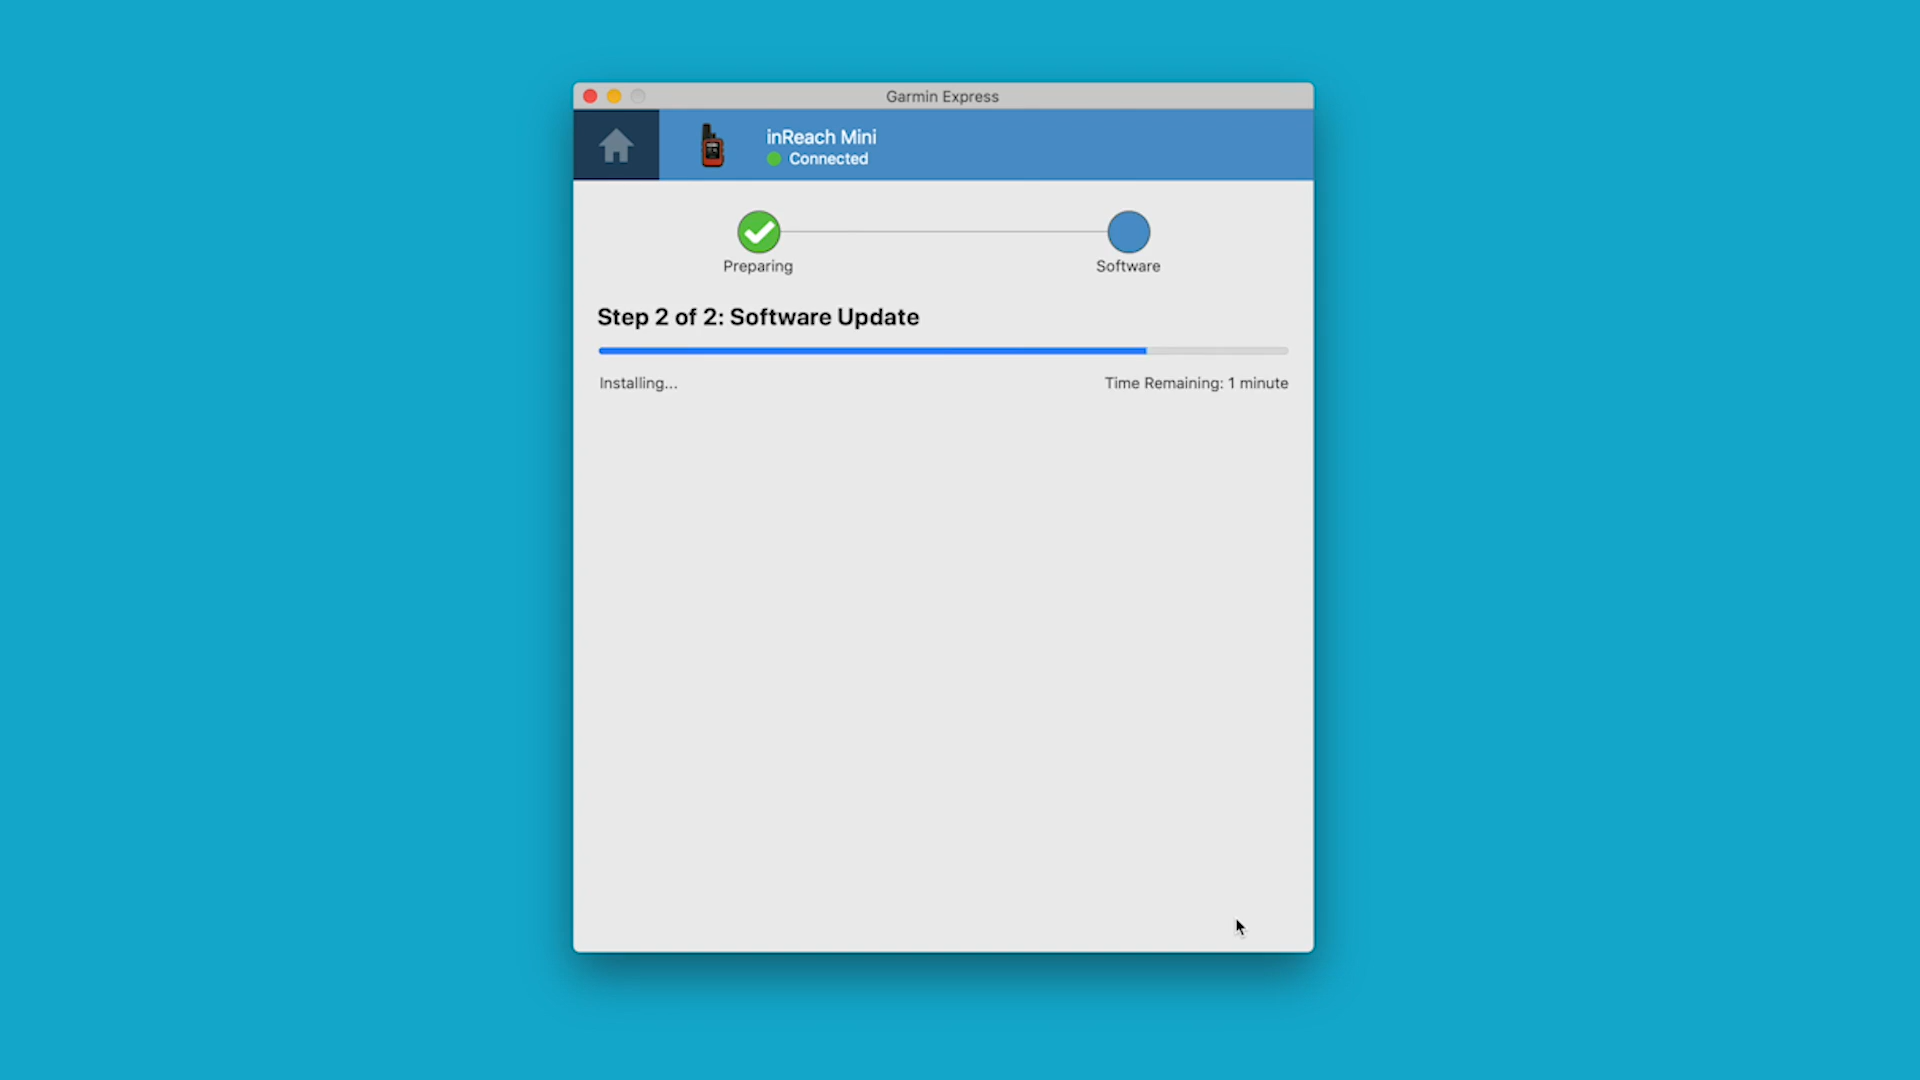 Garmin Express
inReach Mini
Connected
Preparing
Software
Step 2 of 2: Software Update
Installing...
Time Remaining: 1 minute